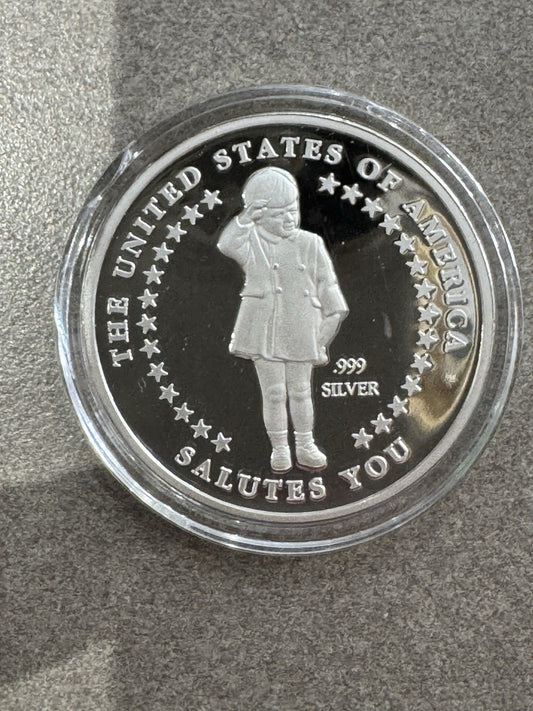 THE UNITED STATES OF AMERICA
.999
SILVER
SALUTES YOU